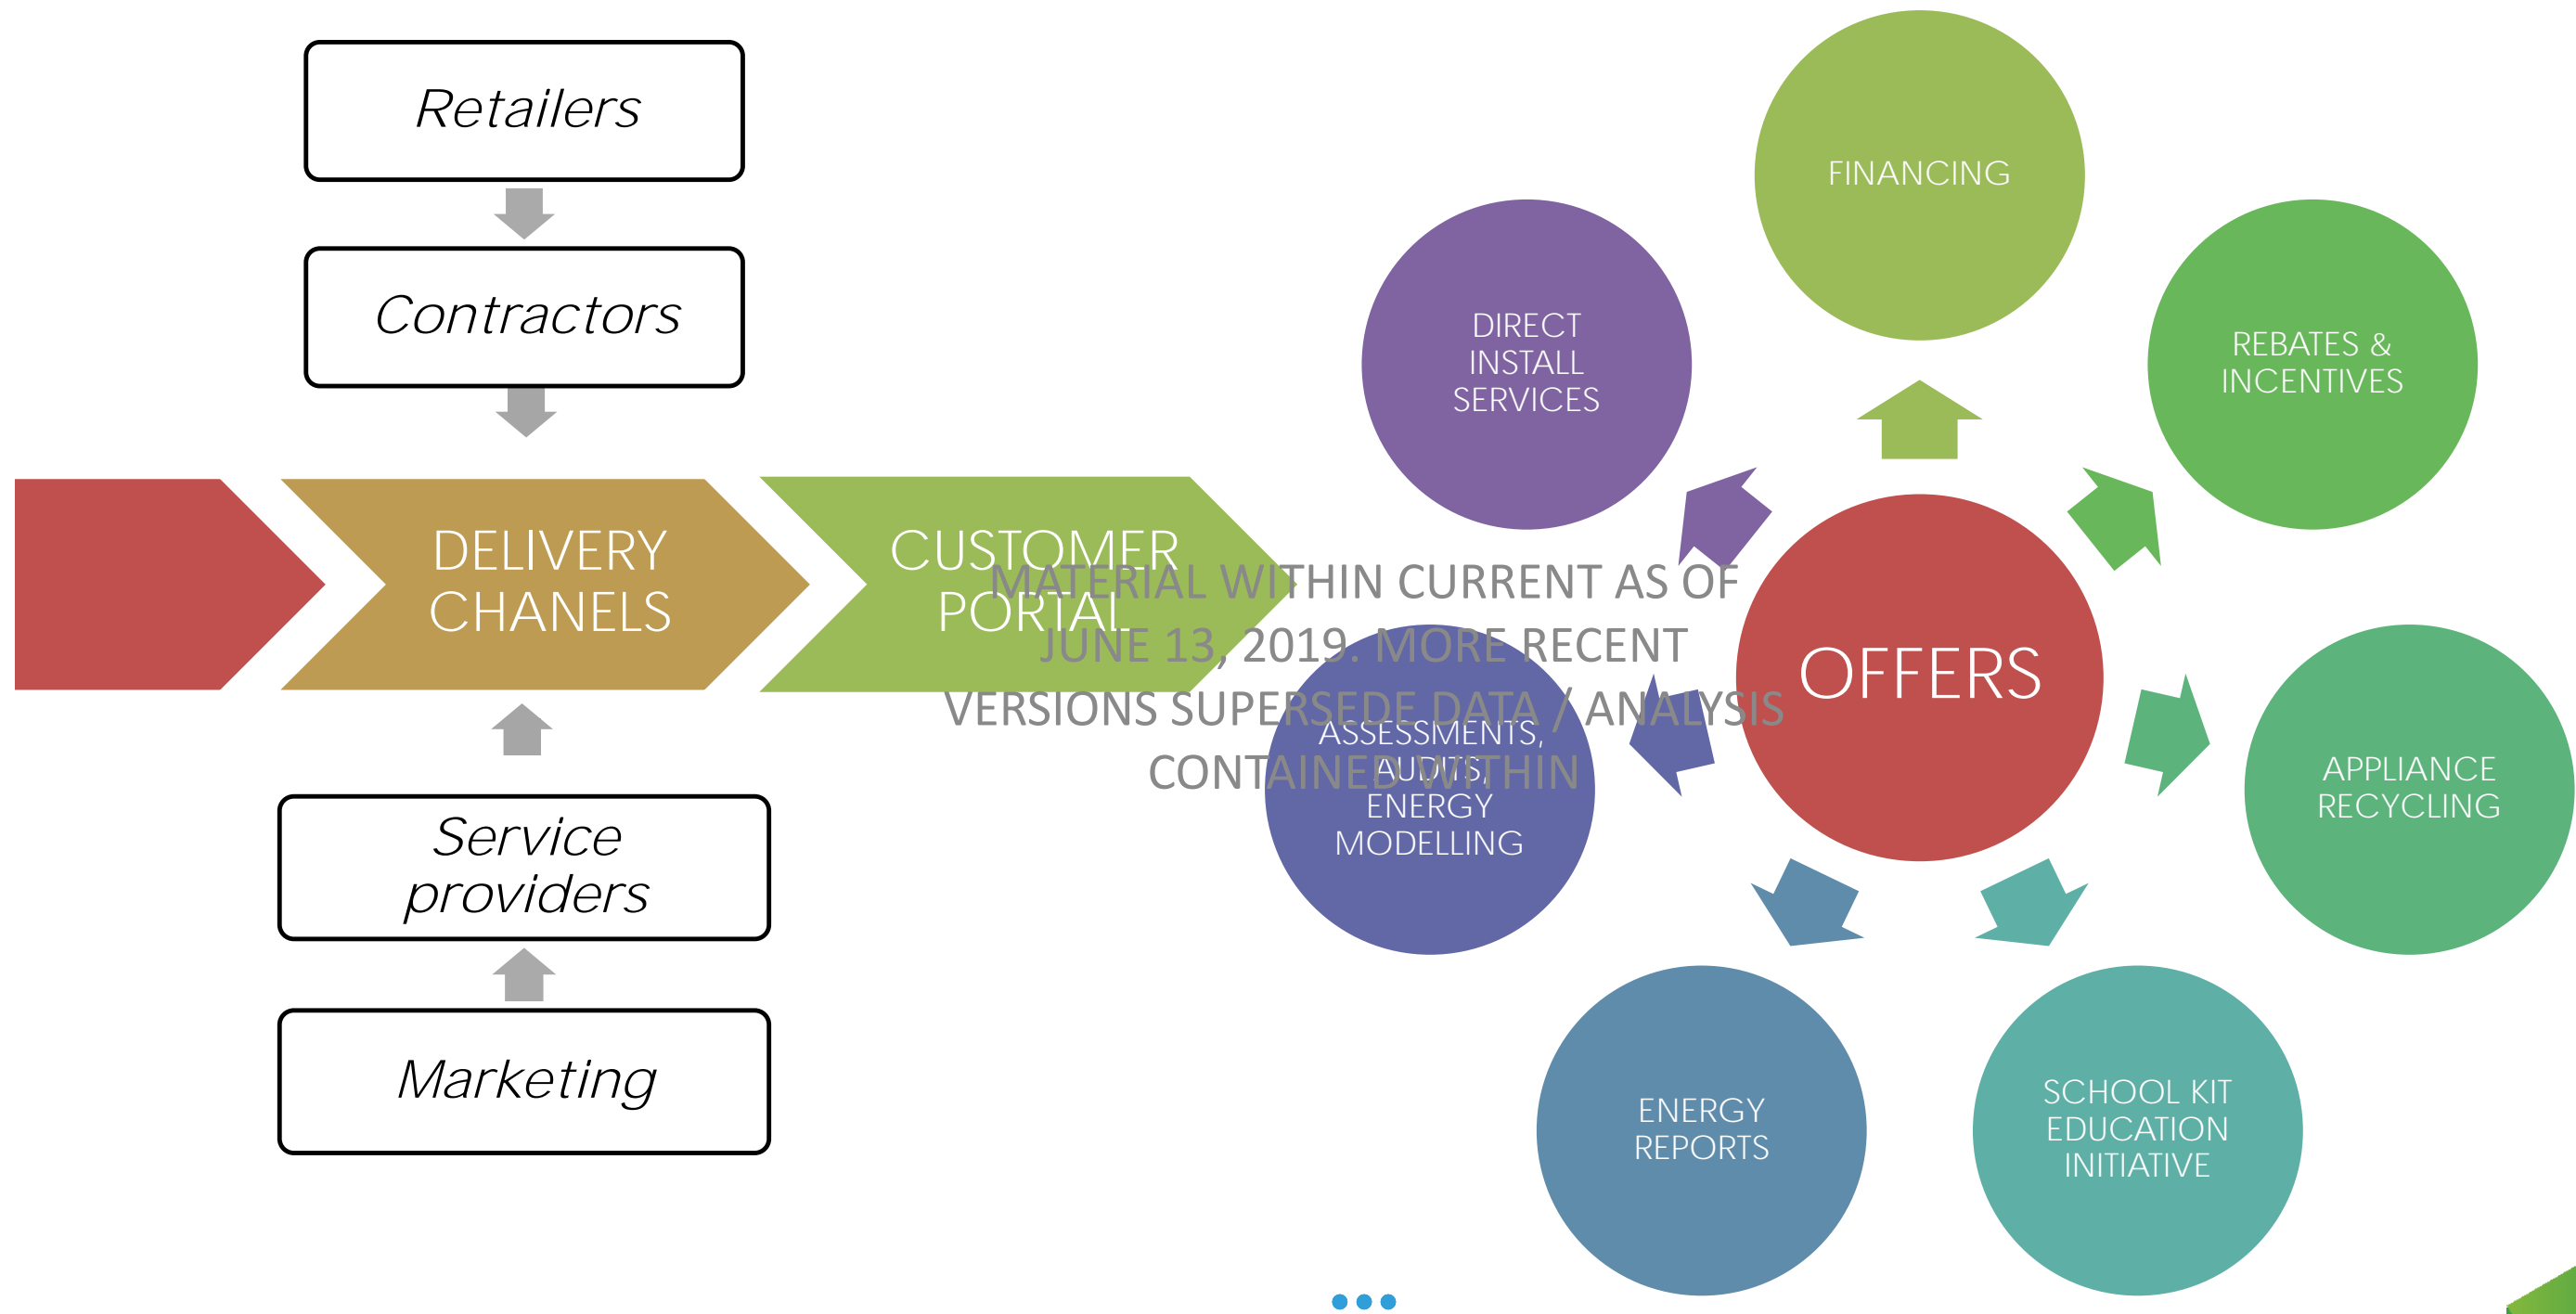 Retailers
Contractors
DELIVERY
CHANELS
CUSTOMER
PORTAL
Service
providers
Marketing
MATERIAL WITHIN CURRENT AS OF
JUNE 13, 2019. MORE RECENT
VERSIONS SUPERSEDE DATA / ANALYSIS
CONTAINED WITHIN
OFFERS
FINANCING
REBATES &
INCENTIVES
APPLIANCE
RECYCLING
SCHOOL KIT
EDUCATION
INITIATIVE
ENERGY
REPORTS
ASSESSMENTS,
AUDITS,
ENERGY
MODELLING
DIRECT
INSTALL
SERVICES